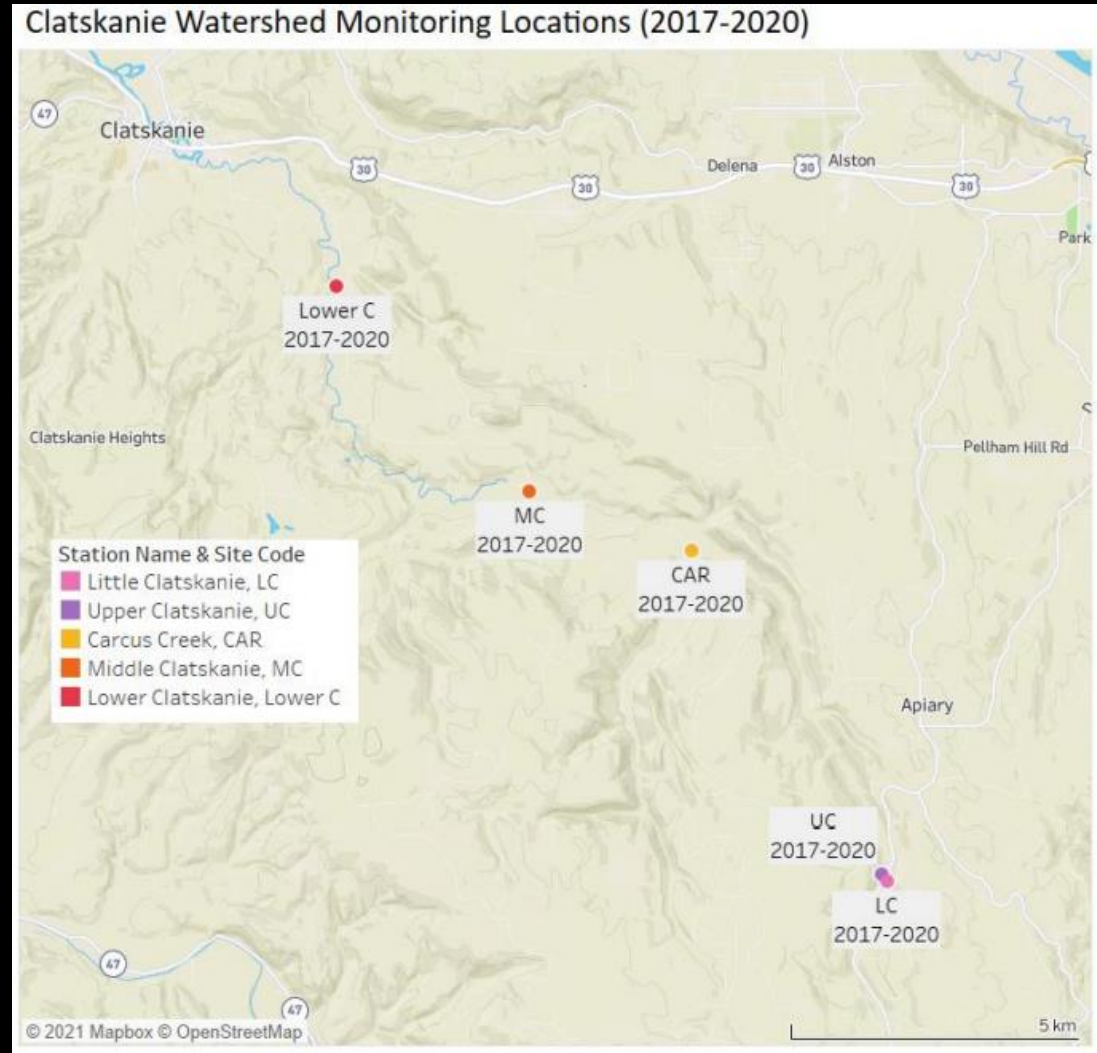 Clatskanie Watershed Monitoring Locations (2017-2020)
47
Clatskanie
30
Delena
30
Alston
30
30
Park
Lower C
2017-2020
Clatskanie Heights
Pellham Hill Rd
MC
2017-2020
CAR
2017-2020
Station Name & Site Code
Little Clatskanie, LC
Upper Clatskanie, UC
Carcus Creek, CAR
Middle Clatskanie, MC
Lower Clatskanie, Lower C
Apiary
UC
2017-2020
LC
2017-2020
47
47
© 2021 Mapbox © OpenStreetMap
5 km